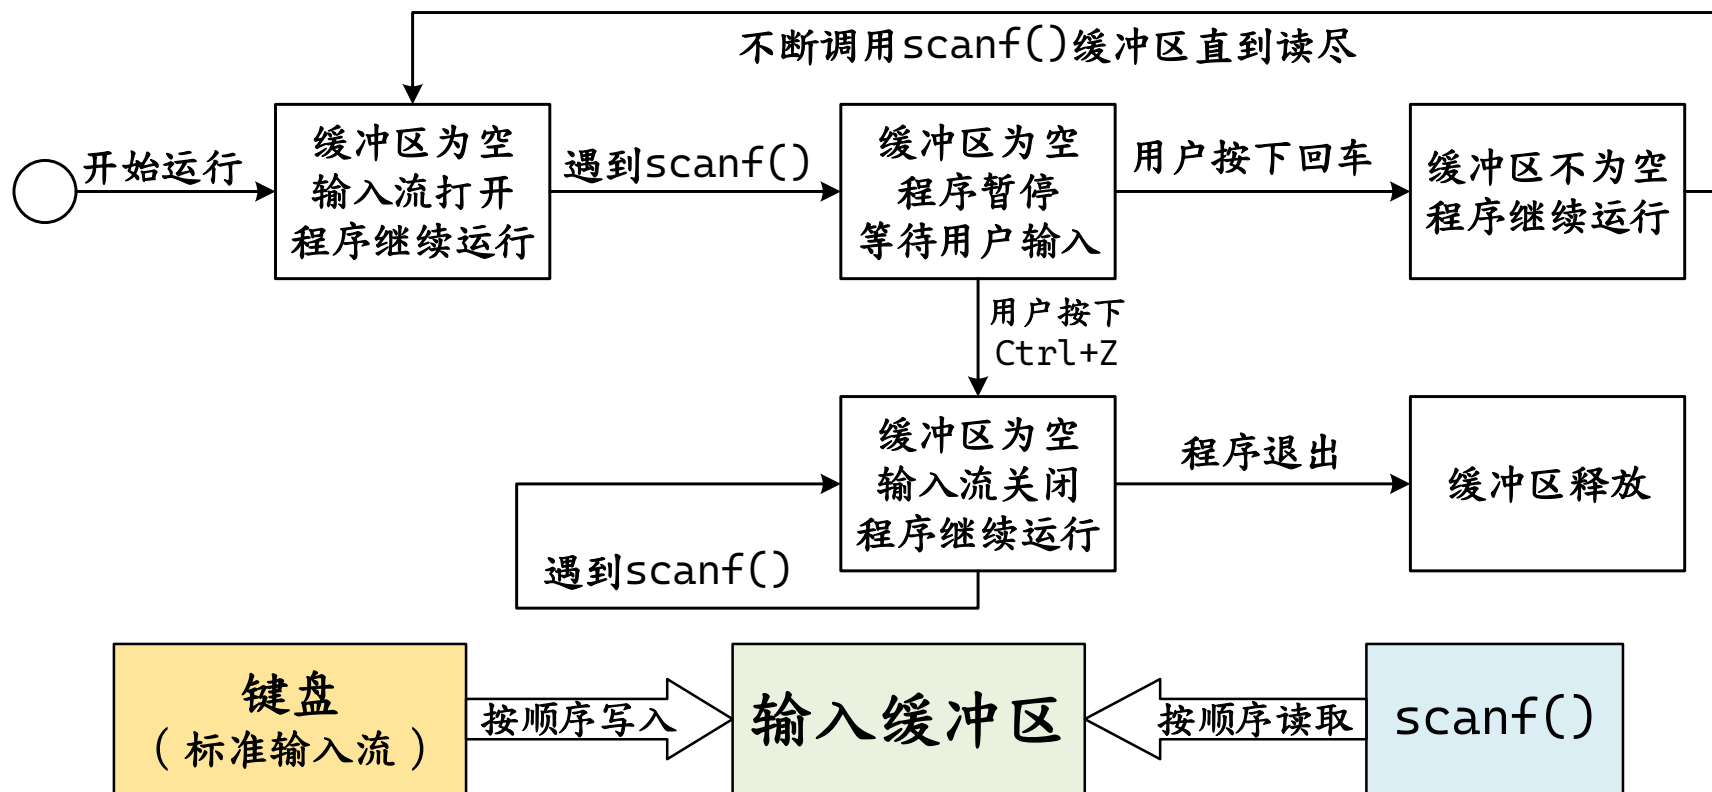 不断调用scanf()缓冲区直到读尽
开始运行
缓冲区为空
输入流打开
程序继续运行
遇到scanf()
缓冲区为空
程序暂停
等待用户输入
用户按下回车
缓冲区不为空
程序继续运行
用户按下
Ctrl+Z
缓冲区为空
输入流关闭
程序继续运行
程序退出
缓冲区释放
遇到scanf()
键盘
（标准输入流）
按顺序写入
输入缓冲区
按顺序读取
scanf()